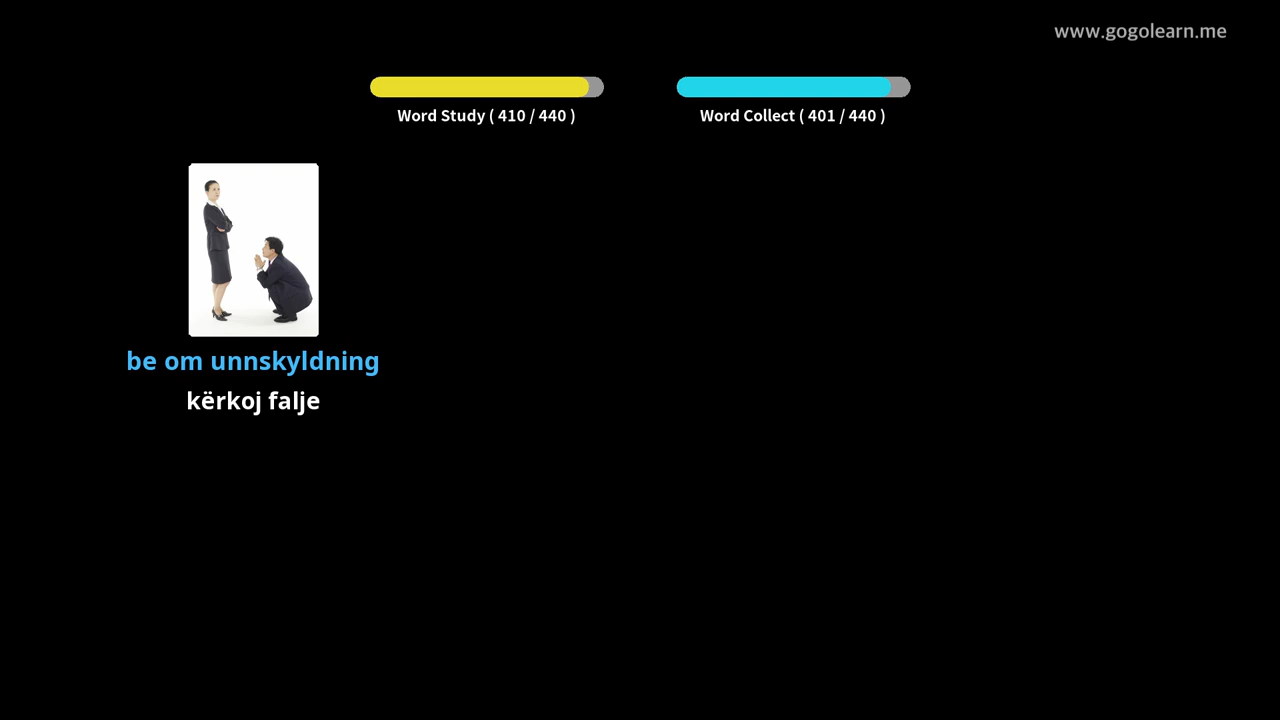 www.gogolearn.me
Word Study ( 410 / 440 )
Word Collect ( 401 / 440 )
be om unnskyldning
kërkoj falje